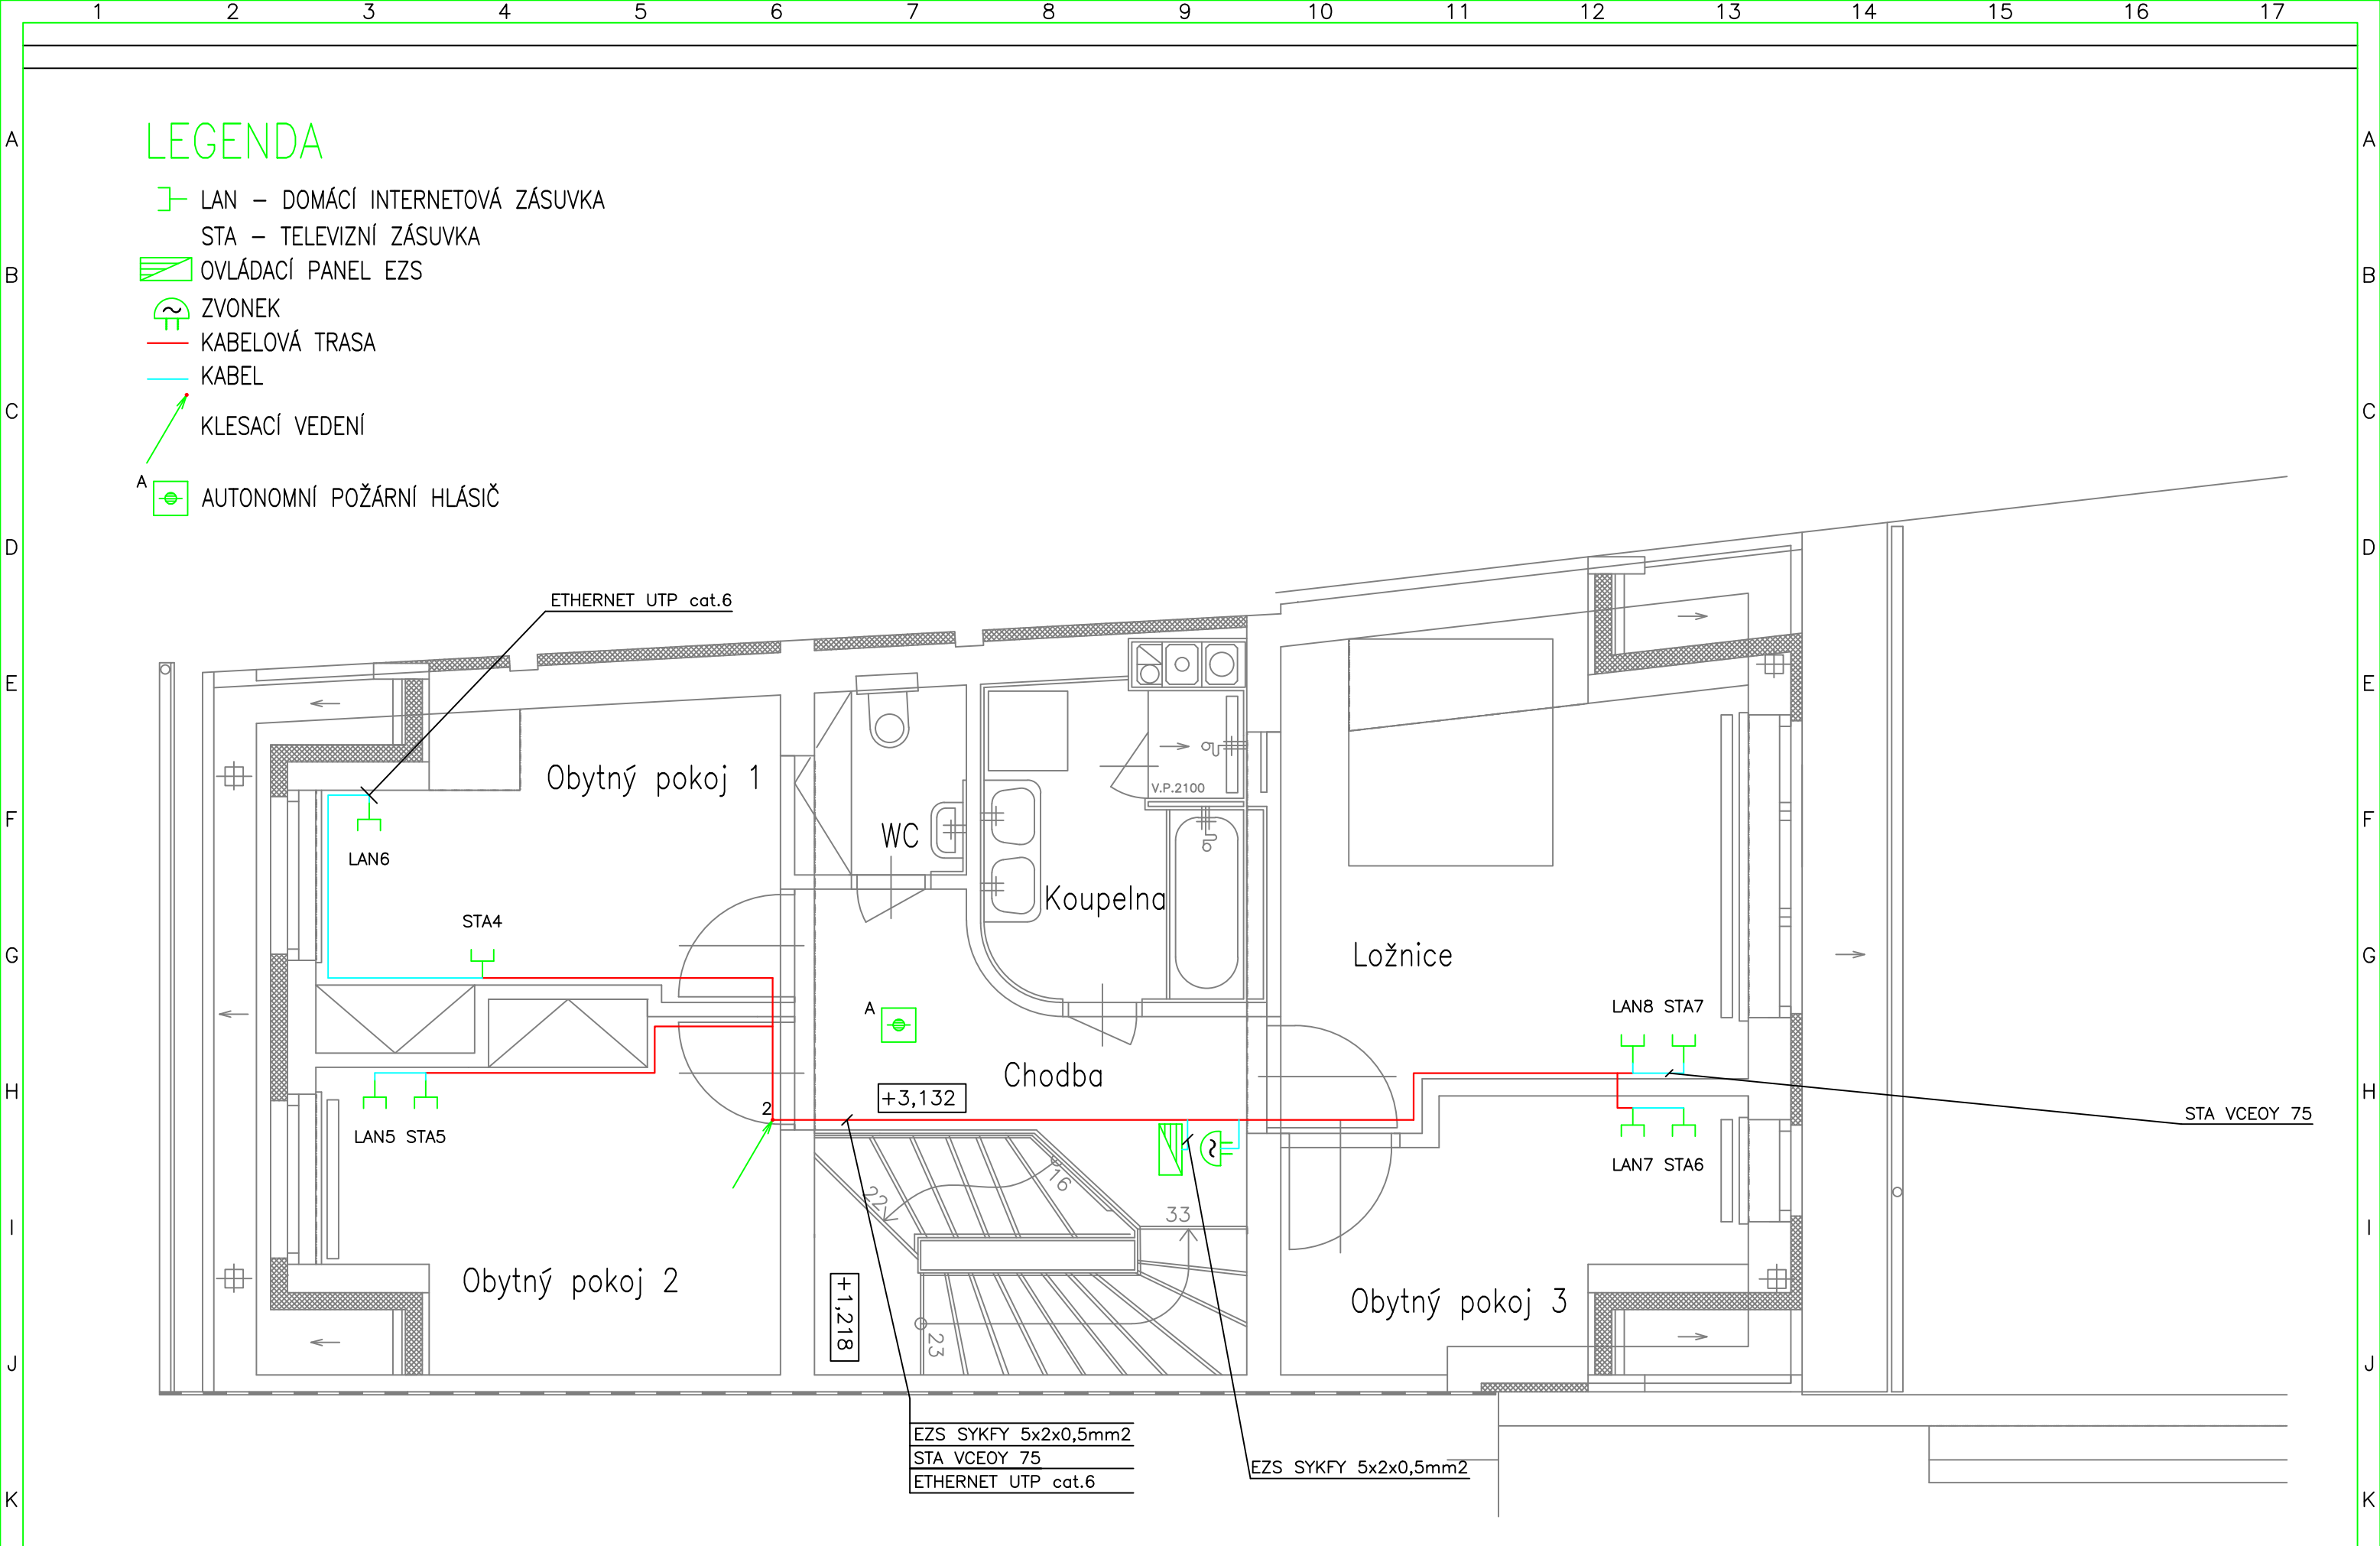 1 2 3 4 5 6 7 8 9 10 11 12 13 14 15 16 17
A A
LEGENDA
LAN - DOMÁCÍ INTERNETOVÁ ZÁSUVKA
STA - TELEVIZNÍ ZÁSUVKA
B B
OVLÁDACÍ PANEL EZS
ZVONEK
KABELOVÁ TRASA
KABEL
C C
KLESACÍ VEDENÍ
A
AUTONOMNÍ POŽÁRNÍ HLÁSIČ
D D
ETHERNET UTP cat.6
E E
Obytný pokoj 1
V.P.2100
F F
WC
LAN6
Koupelna
STA4
G G
Ložnice
A
LAN8 STA7
Chodba
H H
+3,132
2
STA VCEOY 75
LAN5 STA5
LAN7 STA6
16
22
33
I I
Obytný pokoj 2
Obytný pokoj 3
+1,218
23
J J
EZS SYKFY 5x2x0,5mm2
STA VCEOY 75
ETHERNET UTP cat.6
EZS SYKFY 5x2x0,5mm2
K K